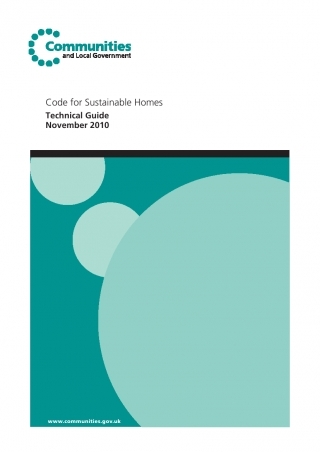 Communities
and Local Government
Code for Sustainable Homes
Technical Guide
November 2010
www.communities.gov.uk